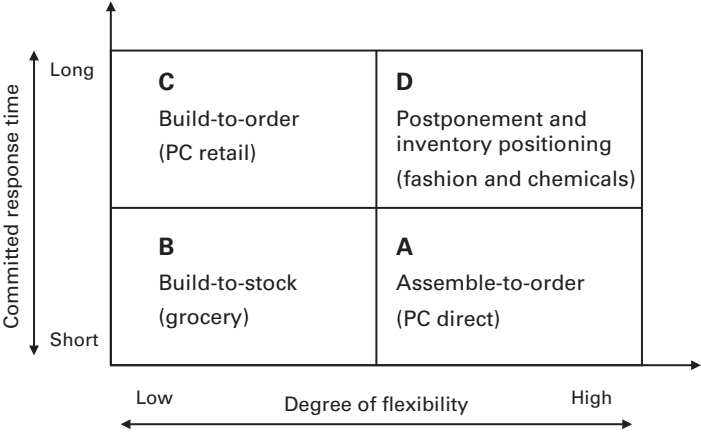 Committed response time
Long
Short
C
Build-to-order
(PC retail)
D
Postponement and
inventory positioning
(fashion and chemicals)
B
Build-to-stock
(grocery)
A
Assemble-to-order
(PC direct)
Low
Degree of flexibility
High